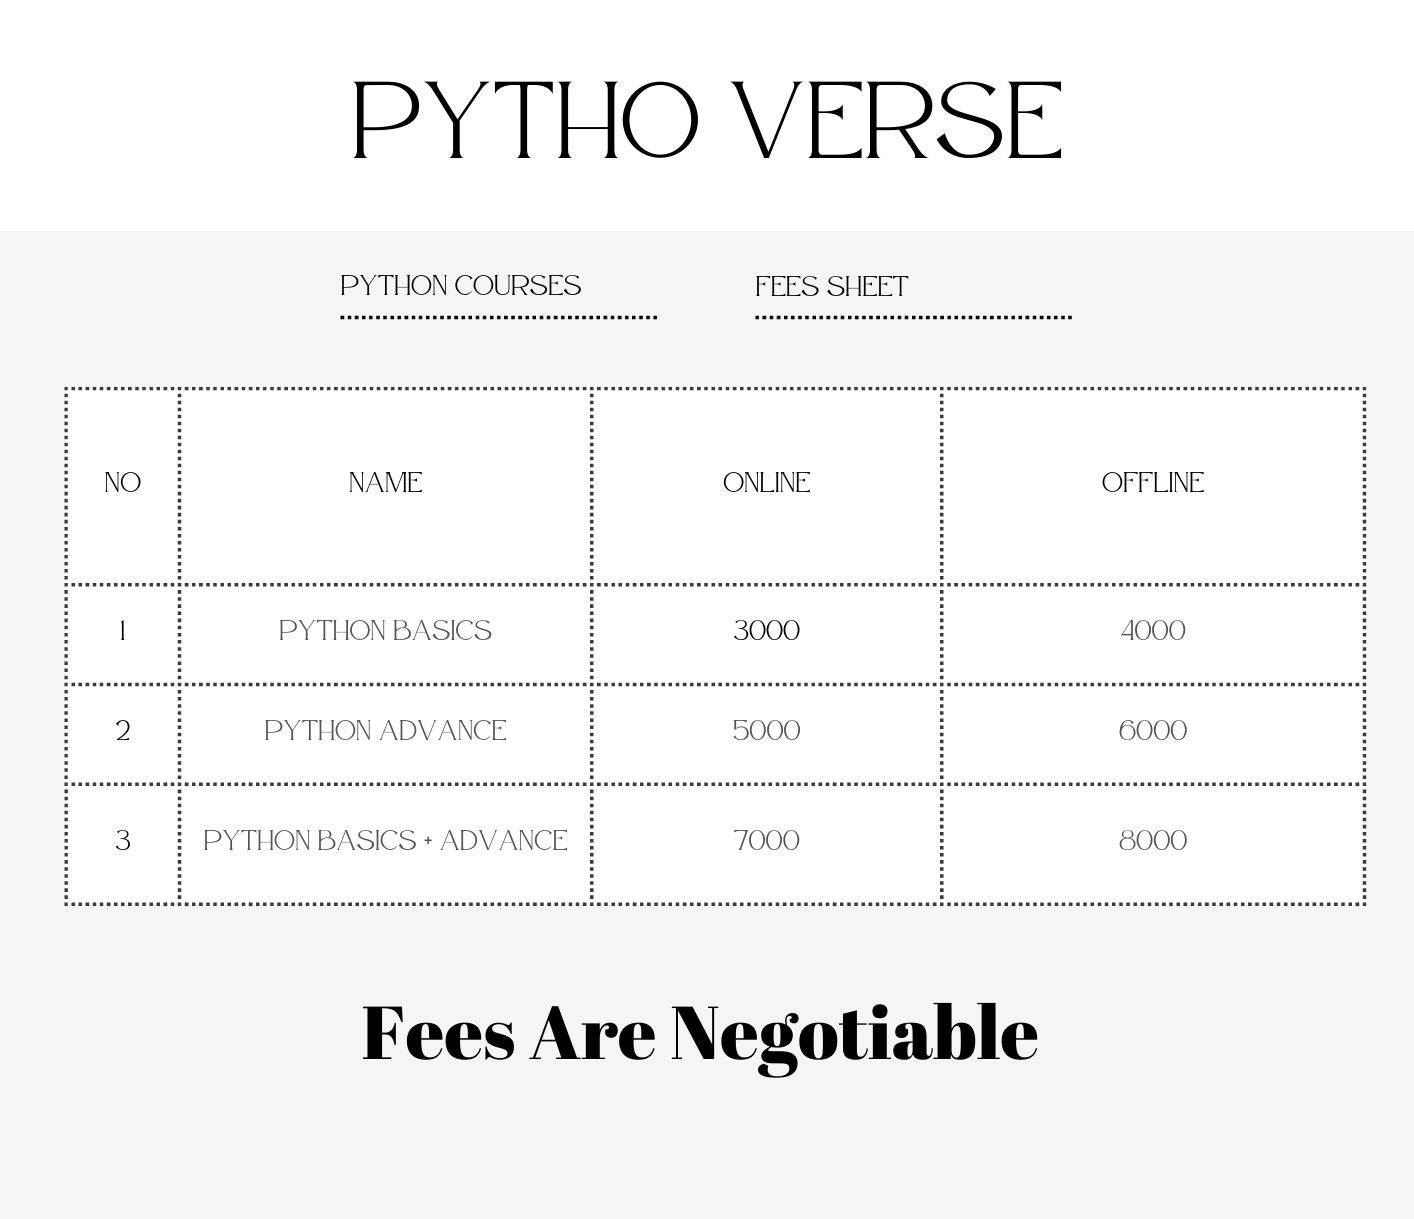 PYTHO VERSE
PYTHON COURSES FEES SHEET
NO NAME ONLINE OFFLINE
1 PYTHON BASICS 3000 4000
2 PYTHON ADVANCE 5000 6000
3 PYTHON BASICS + ADVANCE 7000 8000
Fees Are Negotiable